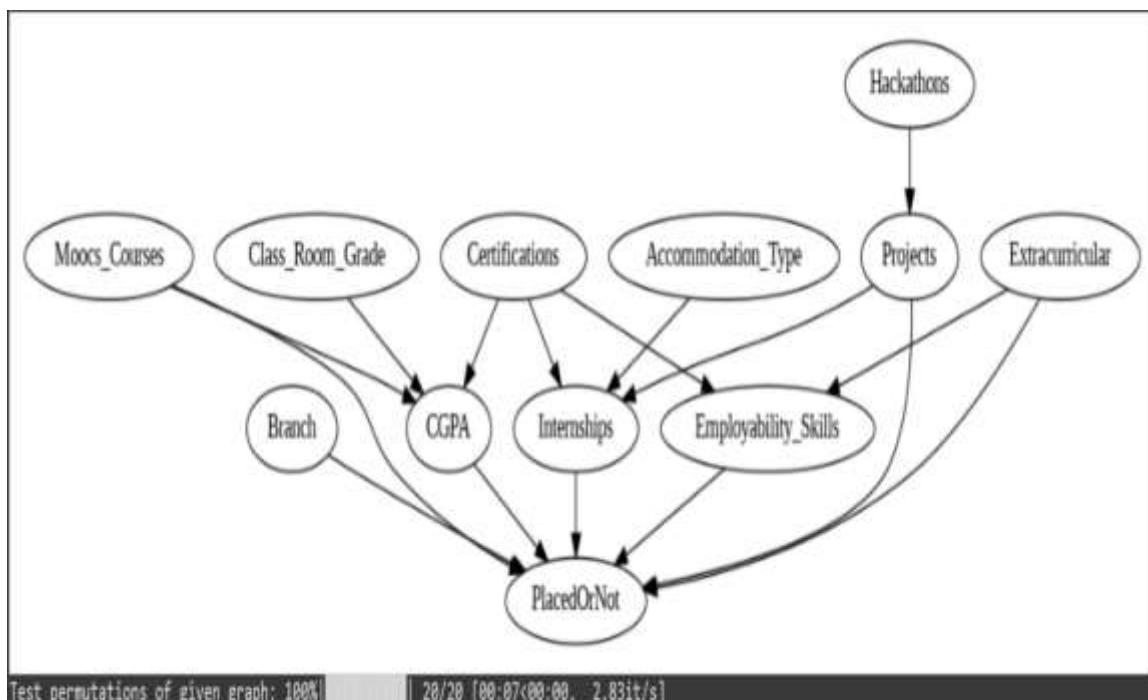 Hackathons
Moocs_Courses
Class_Room_Grade
Certifications
Accommodation_Type
Projects
Extracurricular
Branch
CGPA
Internships
Employability_Skills
PlacedOrNot
Test permutations of given graph: 100%| | 20/20 [00:07<00:00, 2.83it/s]